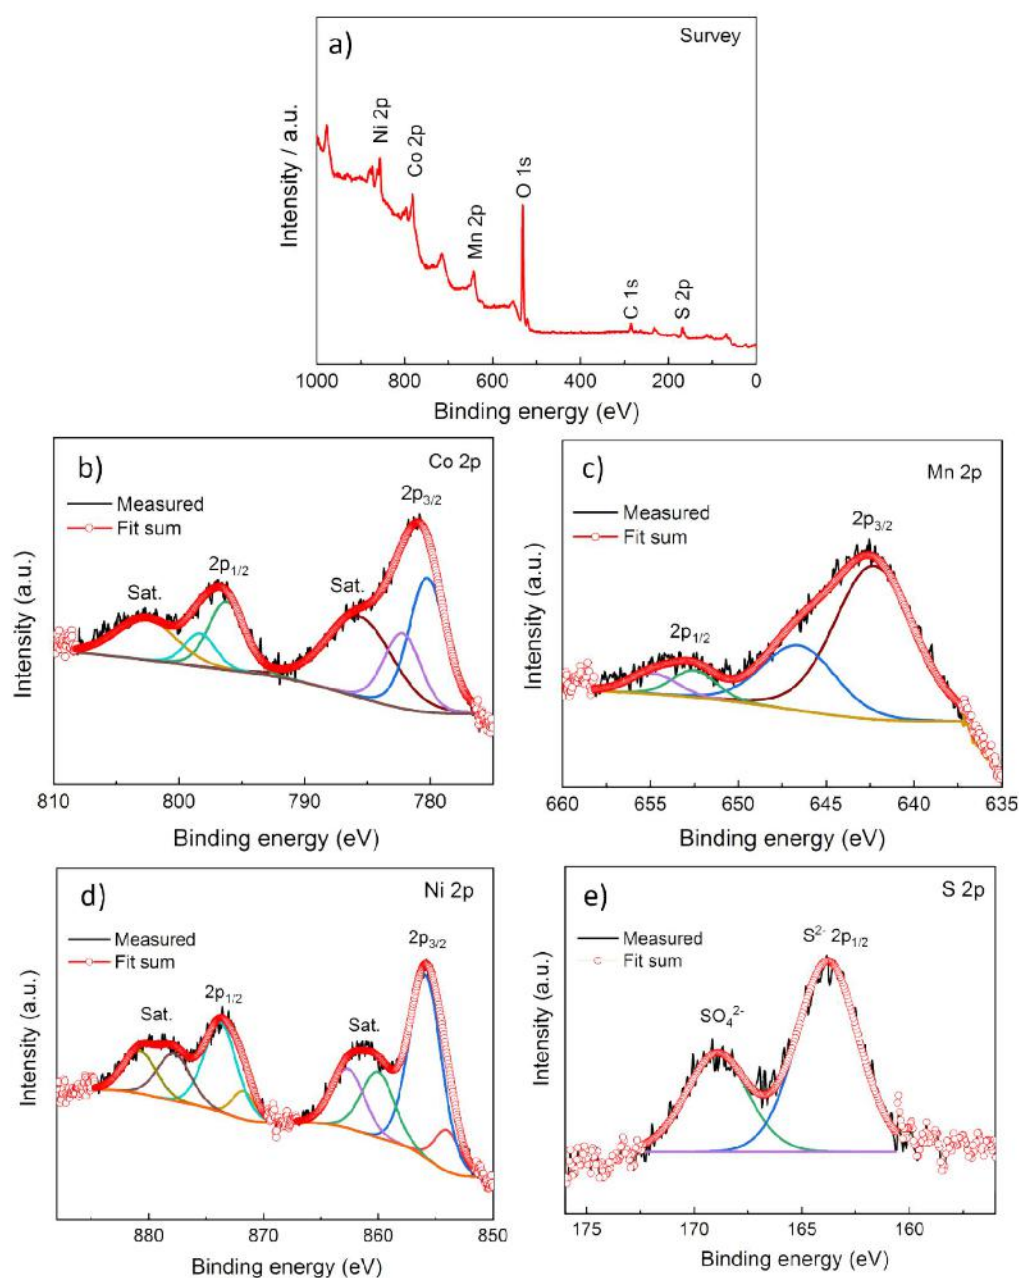 a)
Survey
Intensity / a.u.
Ni 2p
Co 2p
Mn 2p
O 1s
C 1s
S 2p
1000 800 600 400 200 0
Binding energy (eV)
b)
Co 2p
Measured
Fit sum
Sat.
2p1/2
Sat.
2p3/2
Intensity (a.u.)
810 800 790 780
Binding energy (eV)
c)
Mn 2p
Measured
Fit sum
2p1/2
2p3/2
Intensity (a.u.)
660 655 650 645 640 635
Binding energy (eV)
d)
Ni 2p
Measured
Fit sum
Sat.
2p1/2
Sat.
2p3/2
Intensity (a.u.)
880 870 860 850
Binding energy (eV)
e)
S 2p
Measured
Fit sum
SO4 2-
S2- 2p1/2
Intensity (a.u.)
175 170 165 160
Binding energy (eV)